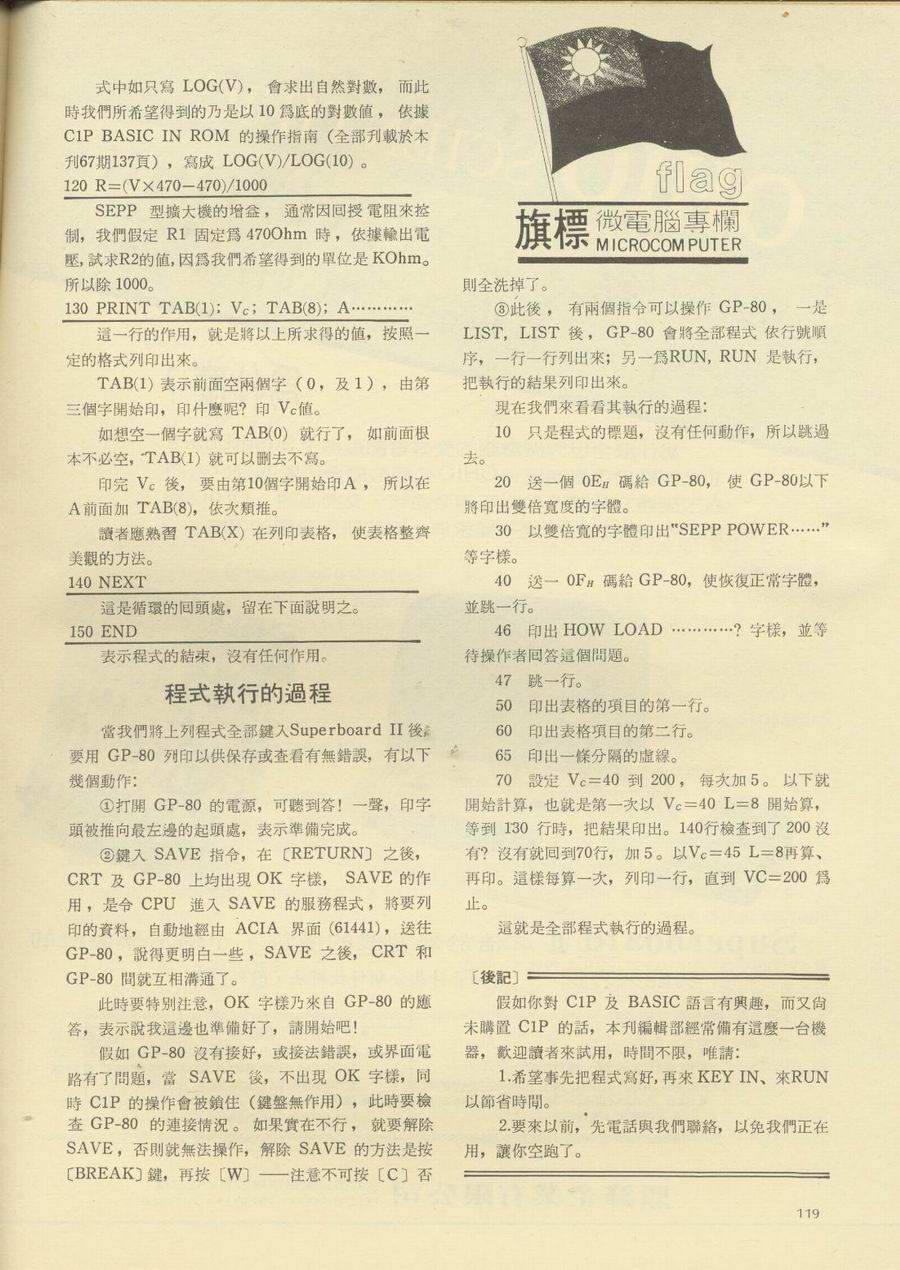 式中如只寫 LOG(V)，會求出自然對數，而此
時我們所希望得到的乃是以 10 爲底的對數値，依據
C1P BASIC IN ROM 的操作指南（全部刋載於本
刋67期137頁），寫成 LOG(V)/LOG(10) 。
120 R=(V×470−470)/1000
SEPP 型擴大機的增益，通常因囘授電阻來控
制，我們假定 R1 固定爲 470Ohm 時，依據輸出電
壓,試求R2的値,因爲我們希望得到的單位是 KOhm。
所以除 1000。
130 PRINT TAB(1); Vc; TAB(8); A…………
這一行的作用，就是將以上所求得的値，按照一
定的格式列印出來。
TAB(1) 表示前面空兩個字（0，及1），由第
三個字開始印，印什麼呢? 印 Vc値。
如想空一個字就寫 TAB(0) 就行了，如前面根
本不必空，TAB(1) 就可以刪去不寫。
印完 Vc 後，要由第10個字開始印A，所以在
A前面加 TAB(8)，依次類推。
讀者應熟習 TAB(X) 在列印表格，使表格整齊
美觀的方法。
140 NEXT
這是循環的囘頭處，留在下面說明之。
150 END
表示程式的結束，沒有任何作用。
程式執行的過程
當我們將上列程式全部鍵入Superboard II 後，
要用 GP-80 列印以供保存或查看有無錯誤，有以下
幾個動作:
①打開 GP-80 的電源，可聽到答! 一聲，印字
頭被推向最左邊的起頭處，表示準備完成。
②鍵入 SAVE 指令，在〔RETURN〕之後，
CRT 及 GP-80 上均出現 OK 字樣，SAVE 的作
用，是令 CPU 進入 SAVE 的服務程式，將要列
印的資料，自動地經由 ACIA 界面 (61441)，送往
GP-80，說得更明白一些，SAVE 之後，CRT 和
GP-80 間就互相溝通了。
此時要特別注意，OK 字樣乃來自 GP-80 的應
答，表示說我這邊也準備好了，請開始吧!
假如 GP-80 沒有接好，或接法錯誤，或界面電
路有了問題，當 SAVE 後，不出現 OK 字樣，同
時 C1P 的操作會被鎖住（鍵盤無作用），此時要檢
查 GP-80 的連接情況。如果實在不行，就要解除
SAVE，否則就無法操作，解除 SAVE 的方法是按
〔BREAK〕鍵，再按〔W〕——注意不可按〔C〕否
flag
旗標 微電腦專欄
MICROCOMPUTER
則全洗掉了。
③此後，有兩個指令可以操作 GP-80，一是
LIST, LIST 後，GP-80 會將全部程式 依行號順
序，一行一行列出來；另一爲RUN, RUN 是執行，
把執行的結果列印出來。
現在我們來看看其執行的過程:
10 只是程式的標題，沒有任何動作，所以跳過
去。
20 送一個 0EH 碼給 GP-80，使 GP-80以下
將印出雙倍寬度的字體。
30 以雙倍寬的字體印出“SEPP POWER……”
等字樣。
40 送一 0FH 碼給 GP-80，使恢復正常字體，
並跳一行。
46 印出 HOW LOAD …………? 字樣，並等
待操作者囘答這個問題。
47 跳一行。
50 印出表格的項目的第一行。
60 印出表格項目的第二行。
65 印出一條分隔的虛線。
70 設定 Vc=40 到 200，每次加5。以下就
開始計算，也就是第一次以 Vc=40 L=8 開始算，
等到 130 行時，把結果印出。140行檢查到了 200 沒
有? 沒有就囘到70行，加5。以Vc=45 L=8再算、
再印。這樣每算一次，列印一行，直到 VC=200 爲
止。
這就是全部程式執行的過程。
〔後記〕
假如你對 C1P 及 BASIC 語言有興趣，而又尙
未購置 C1P 的話，本刋編輯部經常備有這麼一台機
器，歡迎讀者來試用，時間不限，唯請:
1.希望事先把程式寫好,再來 KEY IN、來RUN
以節省時間。
2.要來以前，先電話與我們聯絡，以免我們正在
用，讓你空跑了。
119